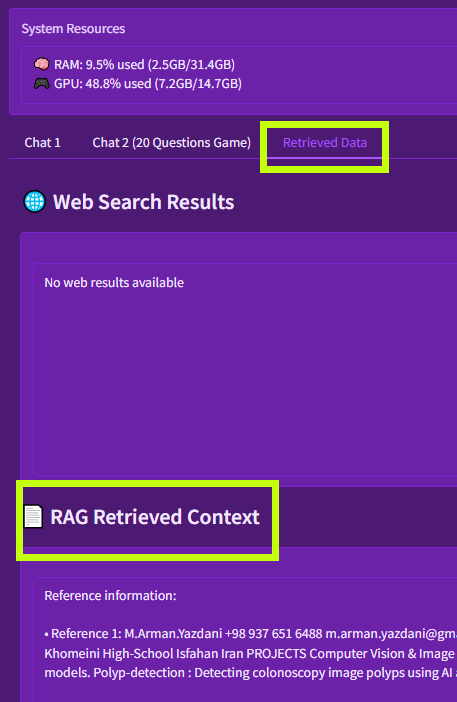 System Resources
🧠 RAM: 9.5% used (2.5GB/31.4GB)
🎮 GPU: 48.8% used (7.2GB/14.7GB)
Chat 1 Chat 2 (20 Questions Game) Retrieved Data
🌐 Web Search Results
No web results available
📄 RAG Retrieved Context
Reference information:
• Reference 1: M.Arman.Yazdani +98 937 651 6488 m.arman.yazdani@gm
Khomeini High-School Isfahan Iran PROJECTS Computer Vision & Image
models. Polyp-detection : Detecting colonoscopy image polyps using AI